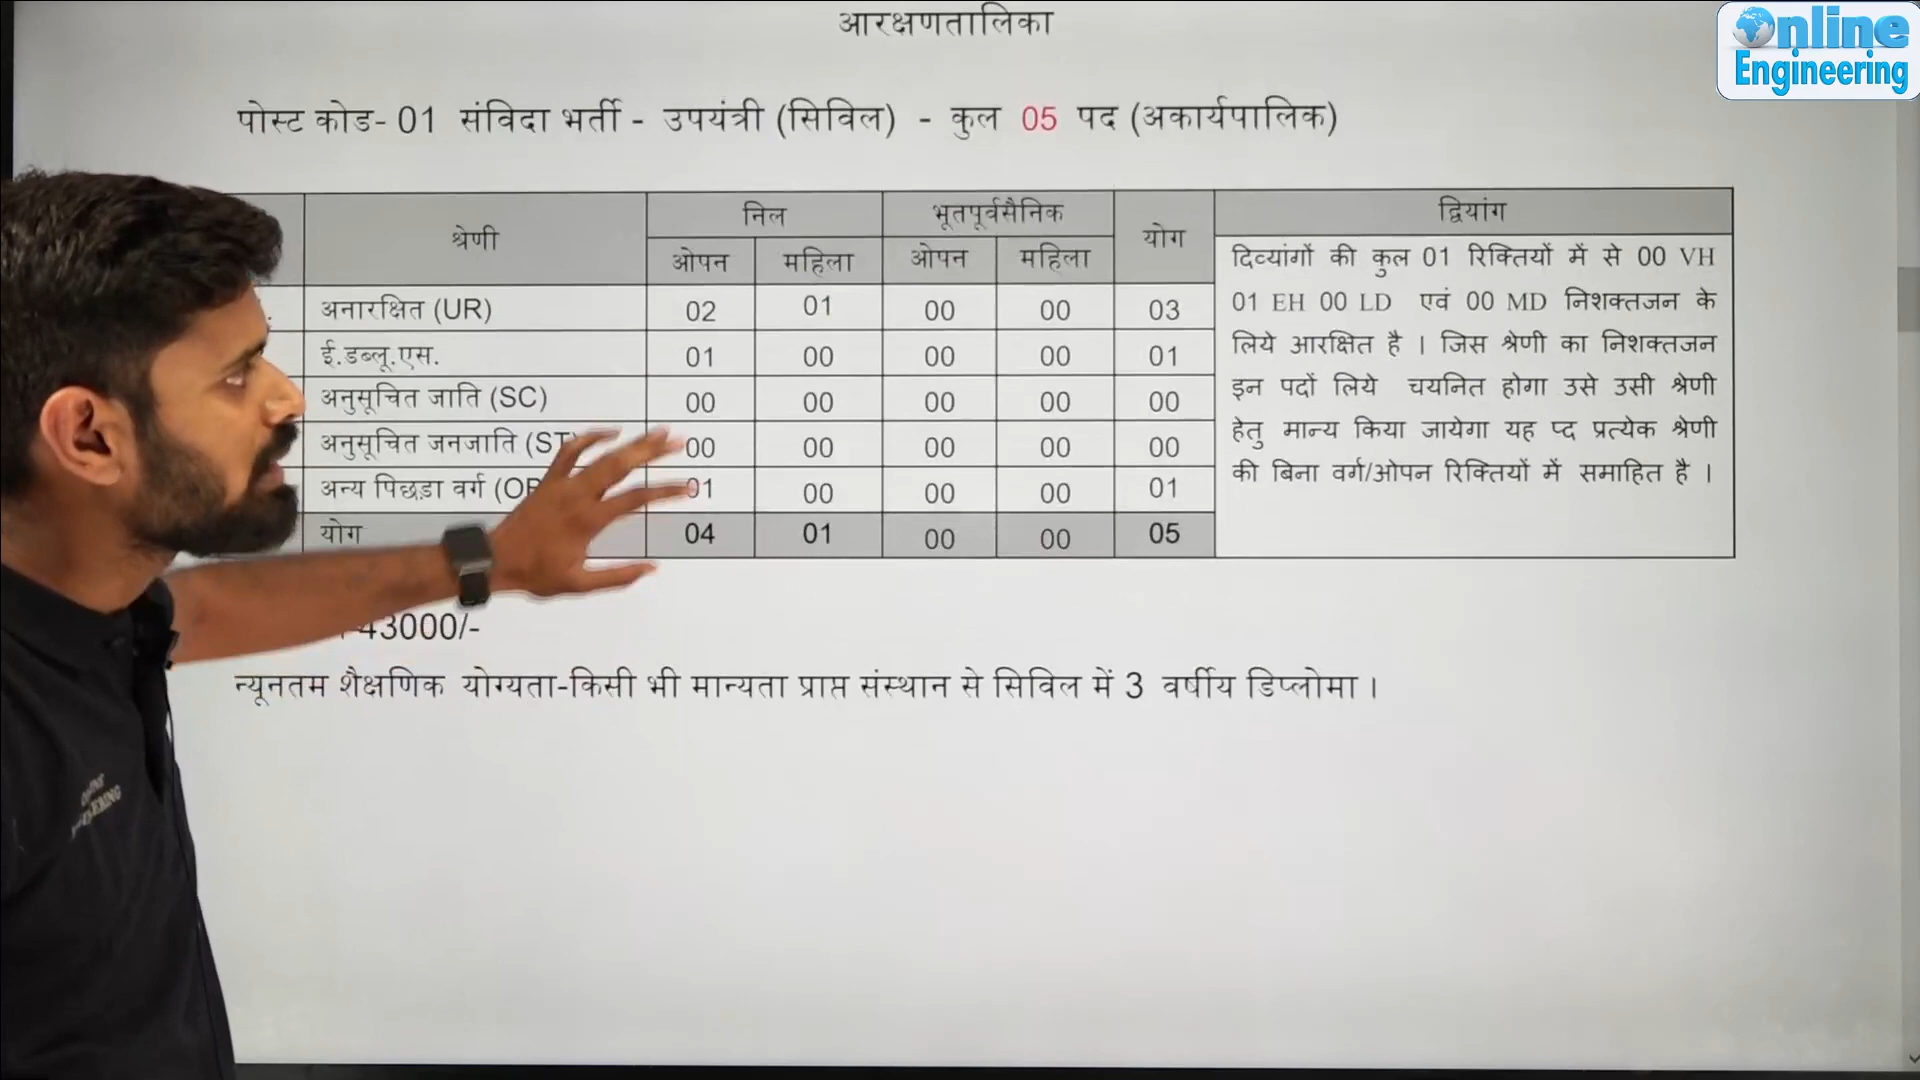 आरक्षणतालिका
Online
Engineering
पोस्ट कोड- 01 संविदा भर्ती - उपयंत्री (सिविल) - कुल 05 पद (अकार्यपालिक)
श्रेणी निल भूतपूर्वसैनिक योग द्वियांग
ओपन महिला ओपन महिला
अनारक्षित (UR) 02 01 00 00 03
ई.डब्लू.एस. 01 00 00 00 01
अनुसूचित जाति (SC) 00 00 00 00 00
अनुसूचित जनजाति (ST) 00 00 00 00 00
अन्य पिछड़ा वर्ग 01 00 00 00 01
योग 04 01 00 00 05
दिव्यांगों की कुल 01 रिक्तियों में से 00 VH
01 EH 00 LD एवं 00 MD निशक्तजन के
लिये आरक्षित है । जिस श्रेणी का निशक्तजन
इन पदों लिये चयनित होगा उसे उसी श्रेणी
हेतु मान्य किया जायेगा यह प्द प्रत्येक श्रेणी
की बिना वर्ग/ओपन रिक्तियों में समाहित है ।
43000/-
न्यूनतम शैक्षणिक योग्यता-किसी भी मान्यता प्राप्त संस्थान से सिविल में 3 वर्षीय डिप्लोमा ।